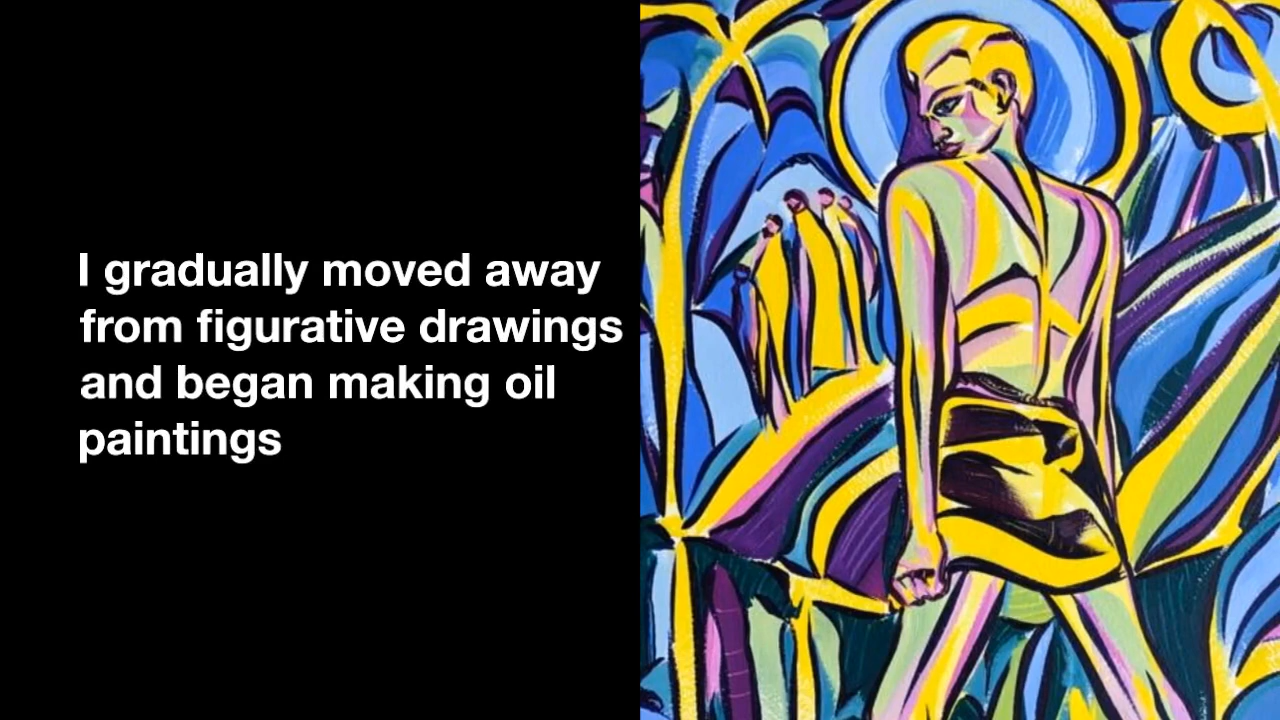 I gradually moved away
from figurative drawings
and began making oil
paintings